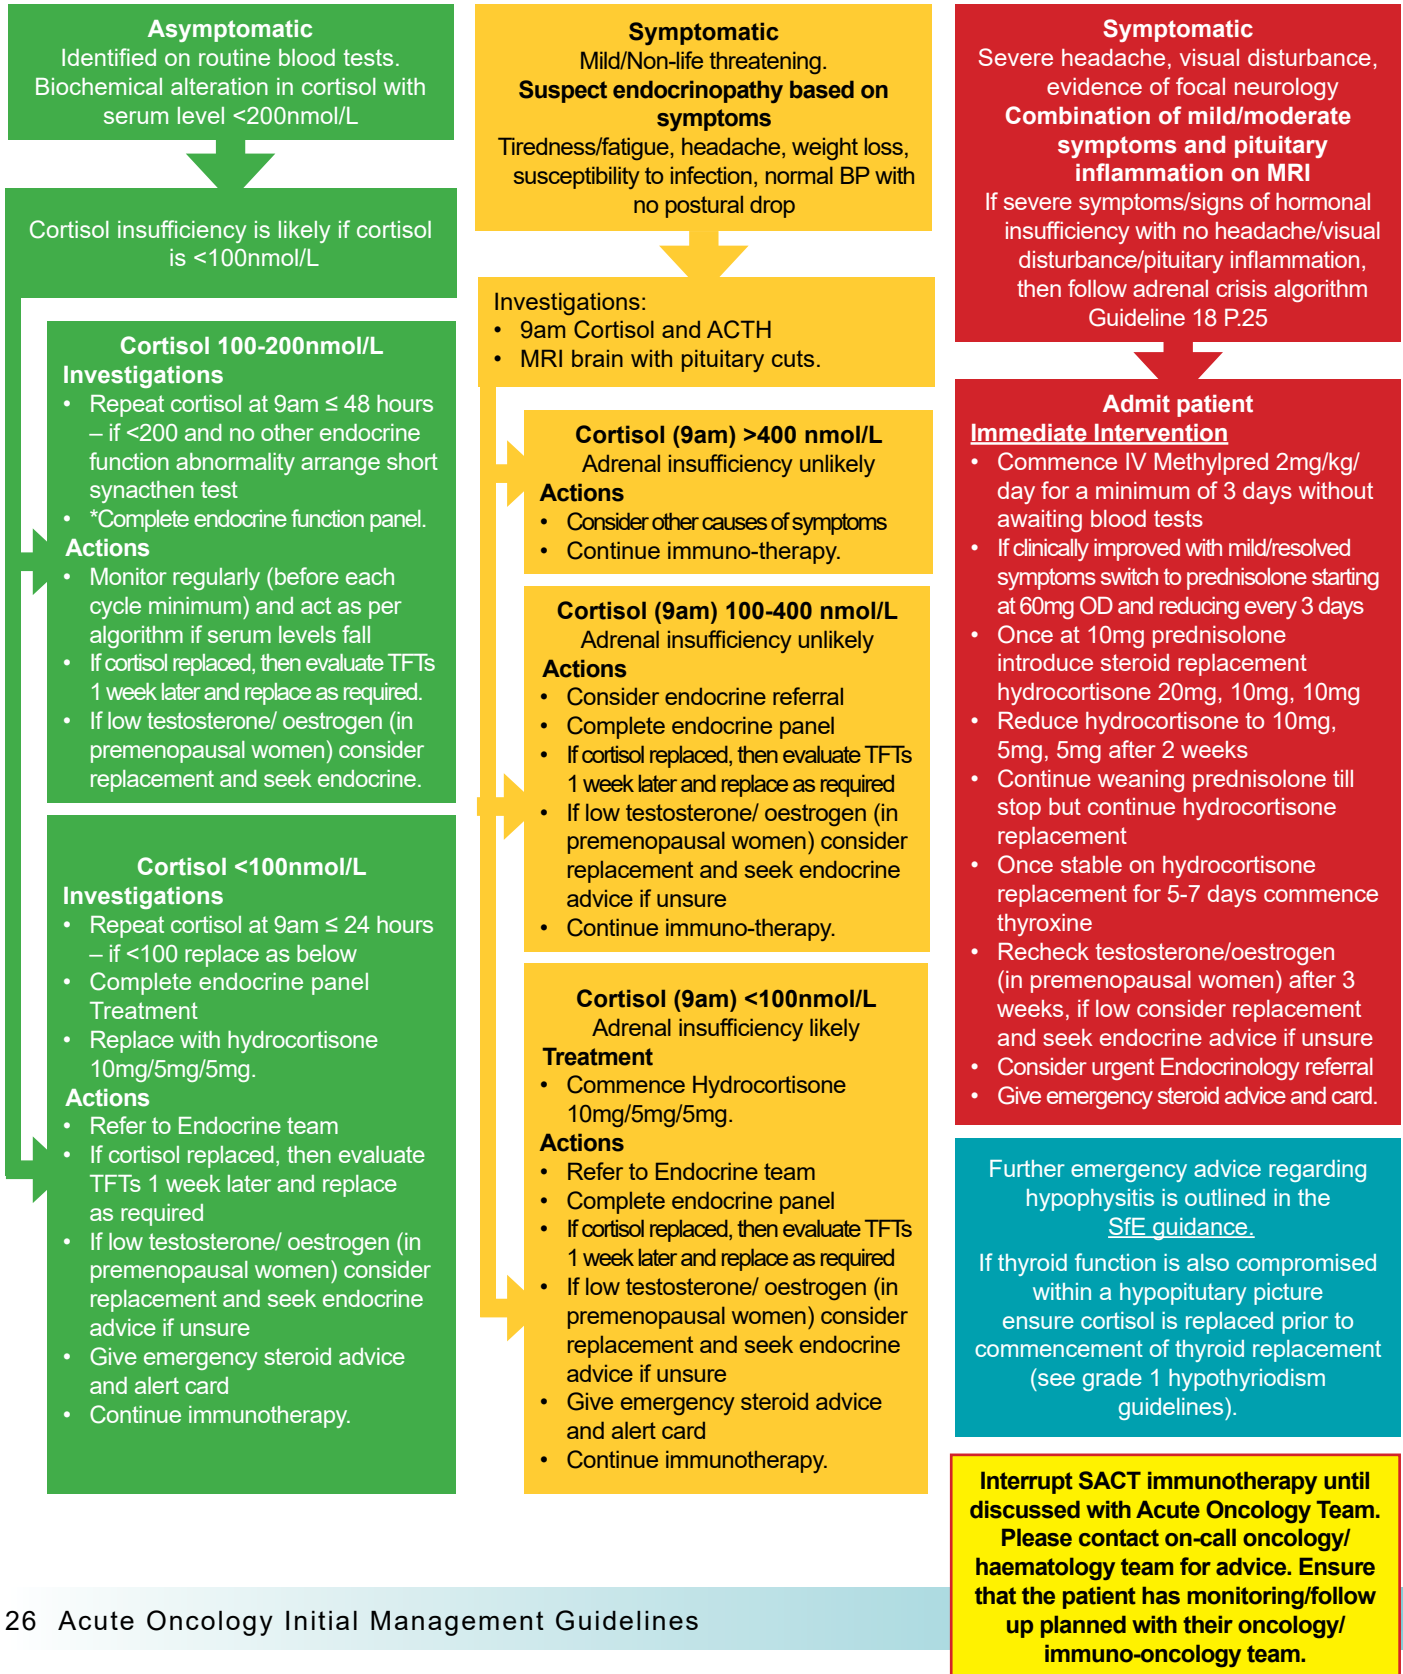 Asymptomatic
Identified on routine blood tests.
Biochemical alteration in cortisol with
serum level <200nmol/L
Cortisol insufficiency is likely if cortisol
is <100nmol/L
Cortisol 100-200nmol/L
Investigations
• Repeat cortisol at 9am ≤ 48 hours
– if <200 and no other endocrine
function abnormality arrange short
synacthen test
• *Complete endocrine function panel.
Actions
• Monitor regularly (before each
cycle minimum) and act as per
algorithm if serum levels fall
• If cortisol replaced, then evaluate TFTs
1 week later and replace as required.
• If low testosterone/ oestrogen (in
premenopausal women) consider
replacement and seek endocrine.
Cortisol <100nmol/L
Investigations
• Repeat cortisol at 9am ≤ 24 hours
– if <100 replace as below
• Complete endocrine panel
Treatment
• Replace with hydrocortisone
10mg/5mg/5mg.
Actions
• Refer to Endocrine team
• If cortisol replaced, then evaluate
TFTs 1 week later and replace
as required
• If low testosterone/ oestrogen (in
premenopausal women) consider
replacement and seek endocrine
advice if unsure
• Give emergency steroid advice
and alert card
• Continue immunotherapy.
Symptomatic
Mild/Non-life threatening.
Suspect endocrinopathy based on
symptoms
Tiredness/fatigue, headache, weight loss,
susceptibility to infection, normal BP with
no postural drop
Investigations:
• 9am Cortisol and ACTH
• MRI brain with pituitary cuts.
Cortisol (9am) >400 nmol/L
Adrenal insufficiency unlikely
Actions
• Consider other causes of symptoms
• Continue immuno-therapy.
Cortisol (9am) 100-400 nmol/L
Adrenal insufficiency unlikely
Actions
• Consider endocrine referral
• Complete endocrine panel
• If cortisol replaced, then evaluate TFTs
1 week later and replace as required
• If low testosterone/ oestrogen (in
premenopausal women) consider
replacement and seek endocrine
advice if unsure
• Continue immuno-therapy.
Cortisol (9am) <100nmol/L
Adrenal insufficiency likely
Treatment
• Commence Hydrocortisone
10mg/5mg/5mg.
Actions
• Refer to Endocrine team
• Complete endocrine panel
• If cortisol replaced, then evaluate TFTs
1 week later and replace as required
• If low testosterone/ oestrogen (in
premenopausal women) consider
replacement and seek endocrine
advice if unsure
• Give emergency steroid advice
and alert card
• Continue immunotherapy.
Symptomatic
Severe headache, visual disturbance,
evidence of focal neurology
Combination of mild/moderate
symptoms and pituitary
inflammation on MRI
If severe symptoms/signs of hormonal
insufficiency with no headache/visual
disturbance/pituitary inflammation,
then follow adrenal crisis algorithm
Guideline 18 P.25
Admit patient
Immediate Intervention
• Commence IV Methylpred 2mg/kg/
day for a minimum of 3 days without
awaiting blood tests
• If clinically improved with mild/resolved
symptoms switch to prednisolone starting
at 60mg OD and reducing every 3 days
• Once at 10mg prednisolone
introduce steroid replacement
hydrocortisone 20mg, 10mg, 10mg
• Reduce hydrocortisone to 10mg,
5mg, 5mg after 2 weeks
• Continue weaning prednisolone till
stop but continue hydrocortisone
replacement
• Once stable on hydrocortisone
replacement for 5-7 days commence
thyroxine
• Recheck testosterone/oestrogen
(in premenopausal women) after 3
weeks, if low consider replacement
and seek endocrine advice if unsure
• Consider urgent Endocrinology referral
• Give emergency steroid advice and card.
Further emergency advice regarding
hypophysitis is outlined in the
SfE guidance.
If thyroid function is also compromised
within a hypopitutary picture
ensure cortisol is replaced prior to
commencement of thyroid replacement
(see grade 1 hypothyriodism
guidelines).
Interrupt SACT immunotherapy until
discussed with Acute Oncology Team.
Please contact on-call oncology/
haematology team for advice. Ensure
that the patient has monitoring/follow
up planned with their oncology/
immuno-oncology team.
26 Acute Oncology Initial Management Guidelines